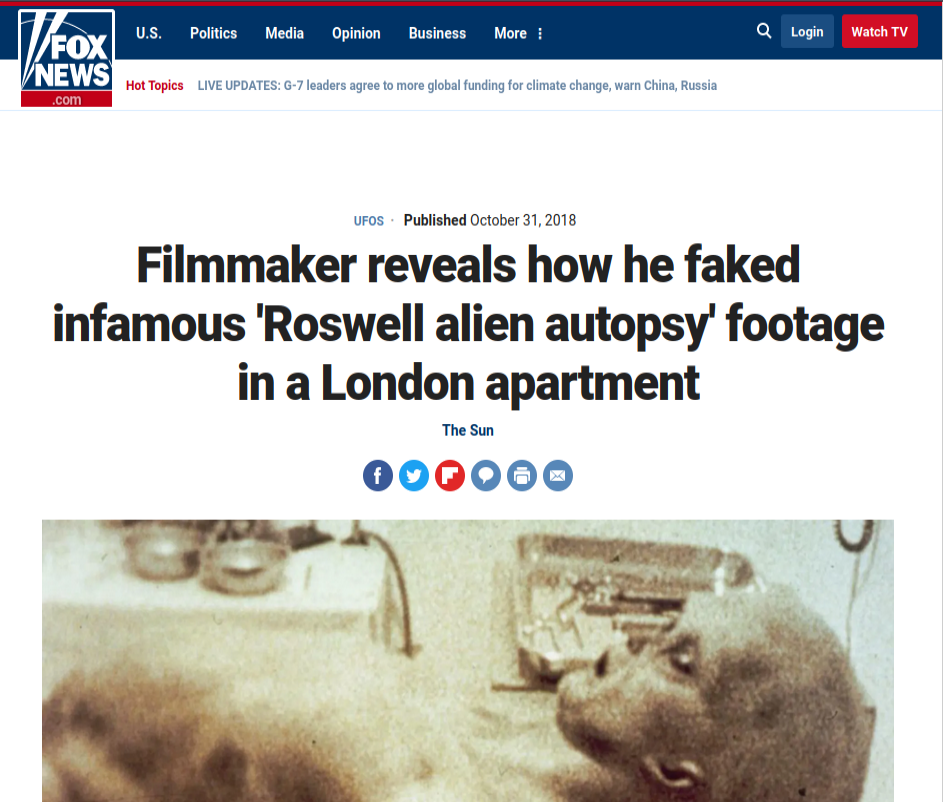 FOX
NEWS
.com
U.S. Politics Media Opinion Business More Login Watch TV
Hot Topics LIVE UPDATES: G-7 leaders agree to more global funding for climate change, warn China, Russia
UFOS · Published October 31, 2018
Filmmaker reveals how he faked
infamous 'Roswell alien autopsy' footage
in a London apartment
The Sun